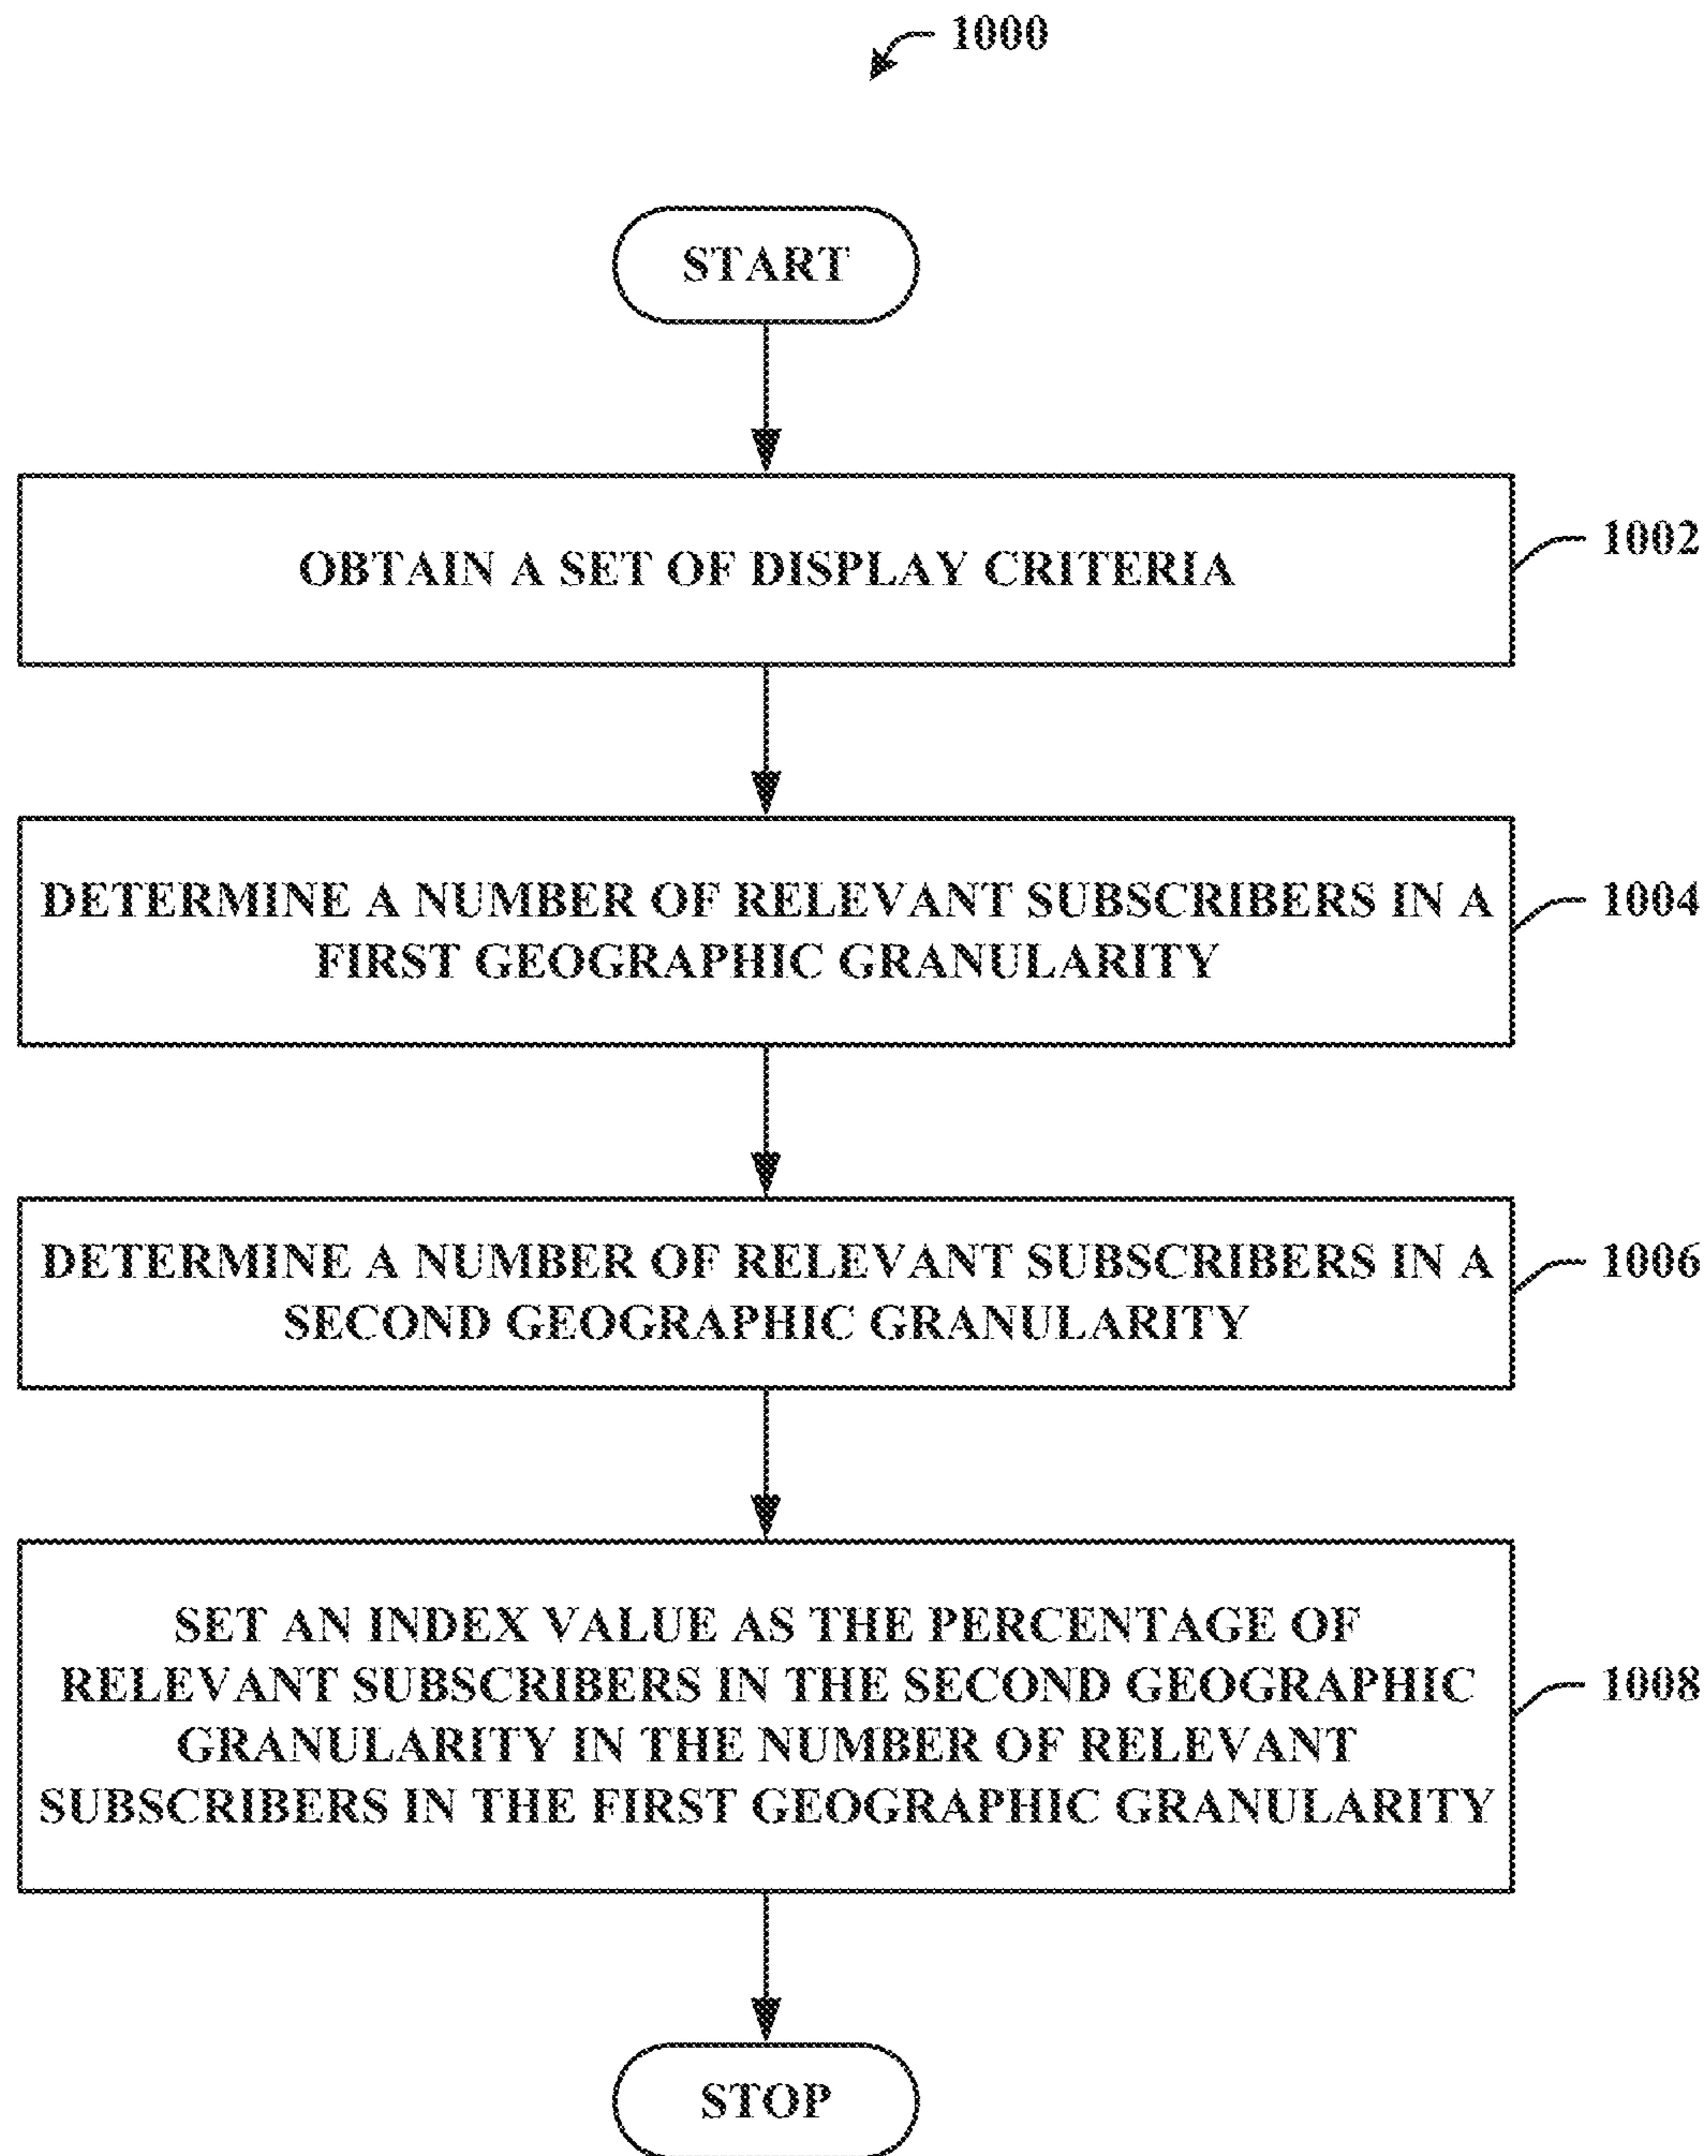 1000
START
OBTAIN A SET OF DISPLAY CRITERIA
1002
DETERMINE A NUMBER OF RELEVANT SUBSCRIBERS IN A
FIRST GEOGRAPHIC GRANULARITY
1004
DETERMINE A NUMBER OF RELEVANT SUBSCRIBERS IN A
SECOND GEOGRAPHIC GRANULARITY
1006
SET AN INDEX VALUE AS THE PERCENTAGE OF
RELEVANT SUBSCRIBERS IN THE SECOND GEOGRAPHIC
GRANULARITY IN THE NUMBER OF RELEVANT
SUBSCRIBERS IN THE FIRST GEOGRAPHIC GRANULARITY
1008
STOP